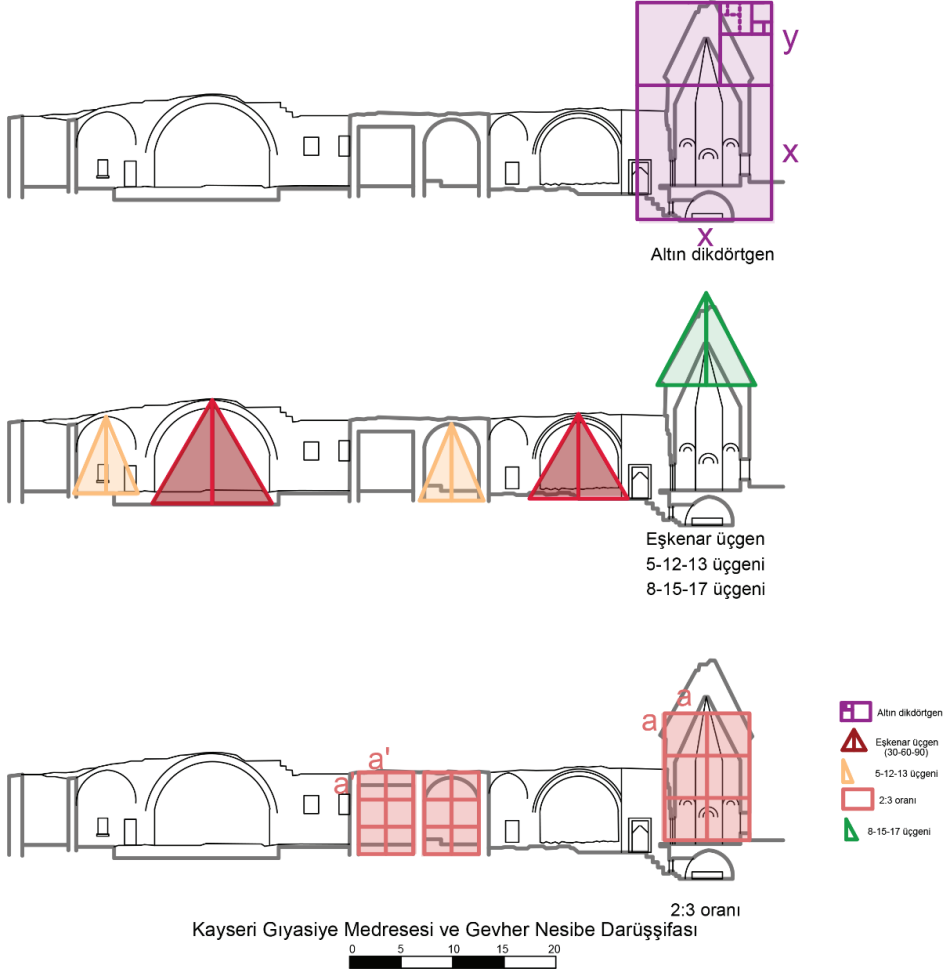 y
x
x
Altın dikdörtgen
Eşkenar üçgen
5-12-13 üçgeni
8-15-17 üçgeni
a
a
a'
a
Altın dikdörtgen
Eşkenar üçgen
(30-60-90)
5-12-13 üçgeni
2:3 oranı
8-15-17 üçgeni
2:3 oranı
Kayseri Gıyasiye Medresesi ve Gevher Nesibe Darüşşifası
0 5 10 15 20